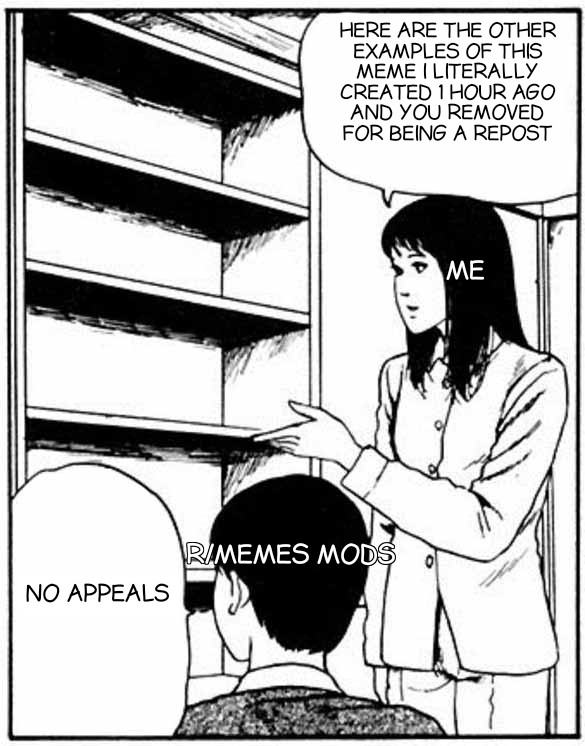 HERE ARE THE OTHER
EXAMPLES OF THIS
MEME I LITERALLY
CREATED 1 HOUR AGO
AND YOU REMOVED
FOR BEING A REPOST
ME
R/MEMES MODS
NO APPEALS